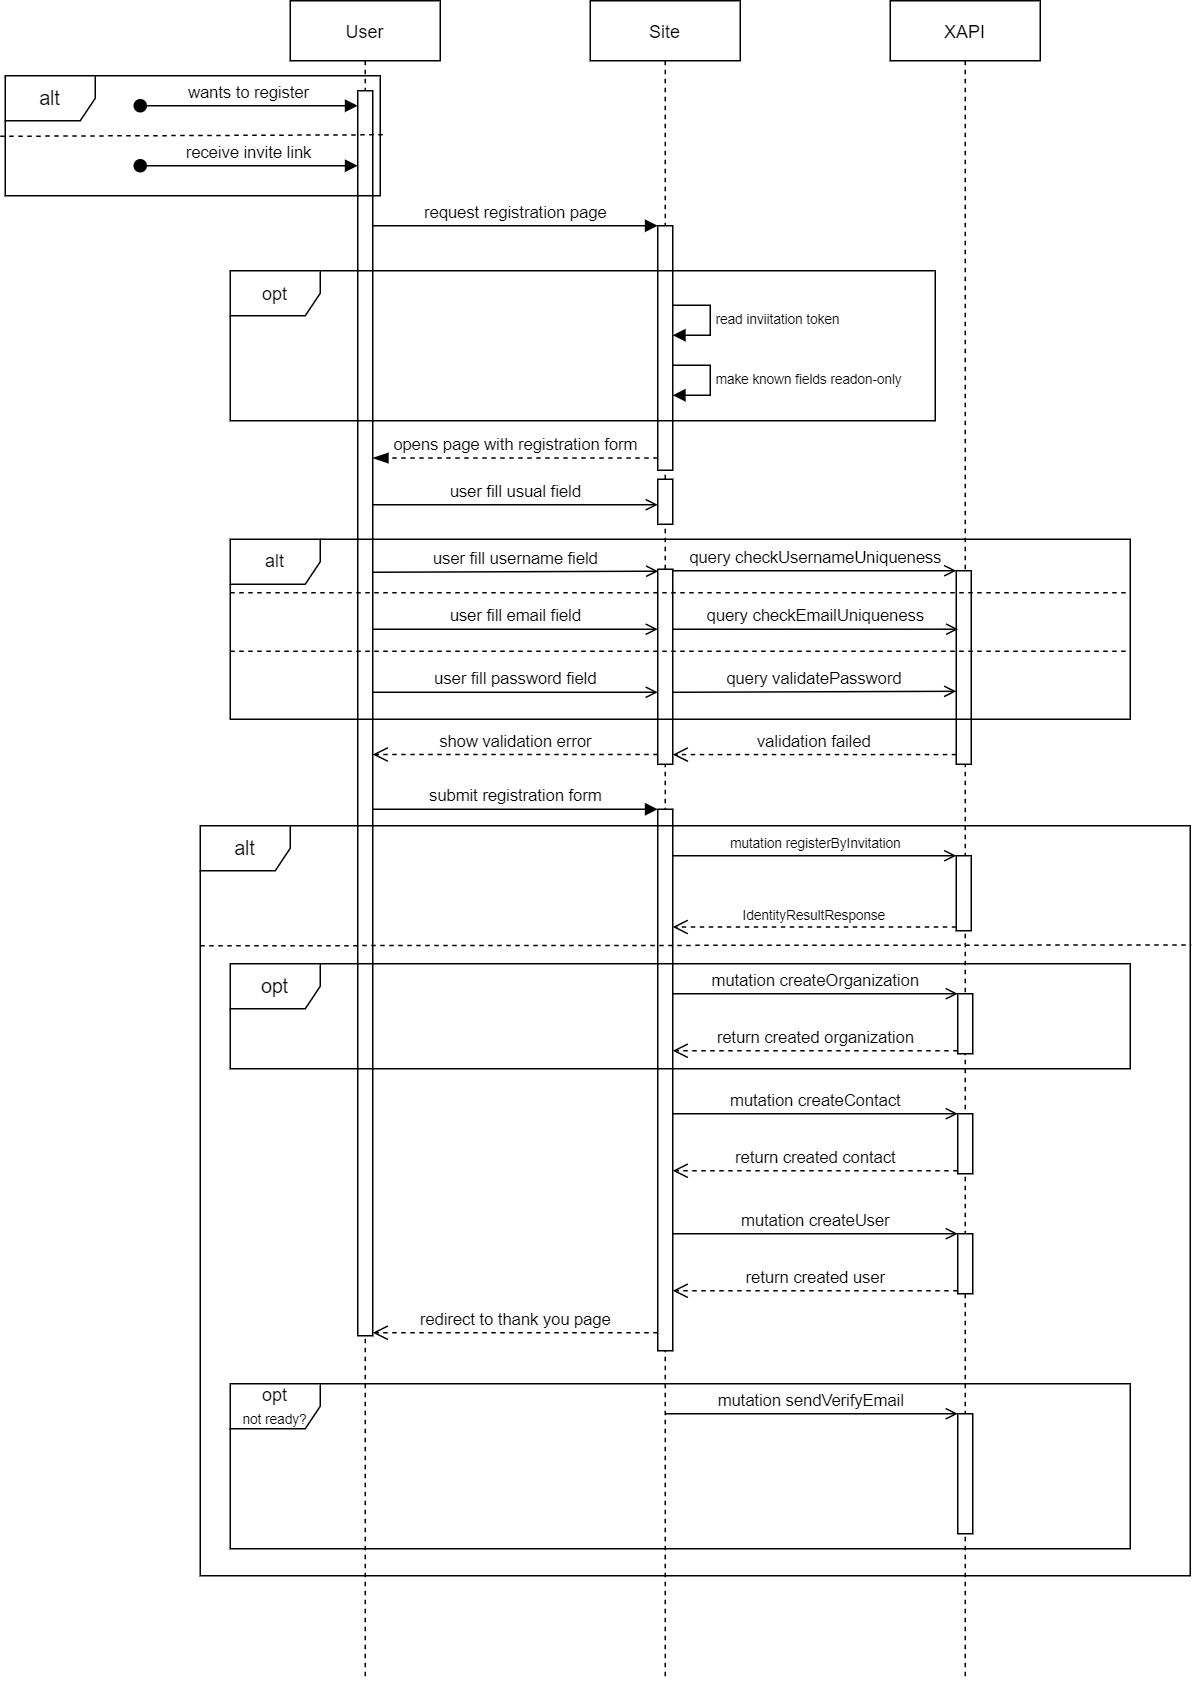 User
Site
XAPI
alt
wants to register
receive invite link
request registration page
opt
read inviitation token
make known fields readon-only
opens page with registration form
user fill usual field
alt
user fill username field
query checkUsernameUniqueness
user fill email field
query checkEmailUniqueness
user fill password field
query validatePassword
show validation error
validation failed
submit registration form
alt
mutation registerByInvitation
IdentityResultResponse
opt
mutation createOrganization
return created organization
mutation createContact
return created contact
mutation createUser
return created user
redirect to thank you page
opt
not ready?
mutation sendVerifyEmail